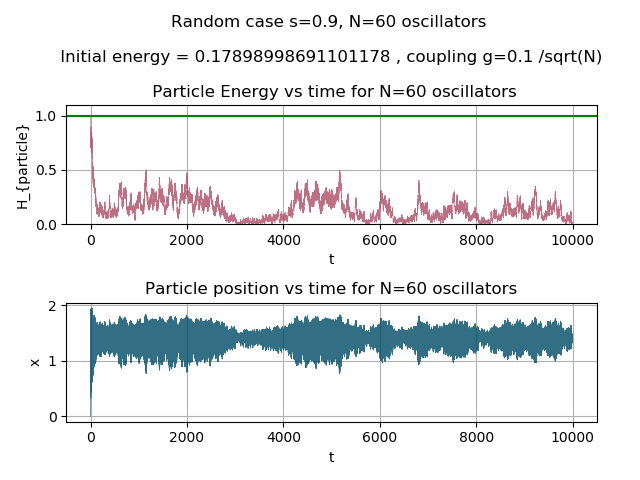 Random case s=0.9, N=60 oscillators
Initial energy = 0.17898998691101178 , coupling g=0.1 /sqrt(N)
Particle Energy vs time for N=60 oscillators
H_{particle}
1.0
0.5
0.0
0 2000 4000 6000 8000 10000
t
Particle position vs time for N=60 oscillators
x
2
1
0
0 2000 4000 6000 8000 10000
t